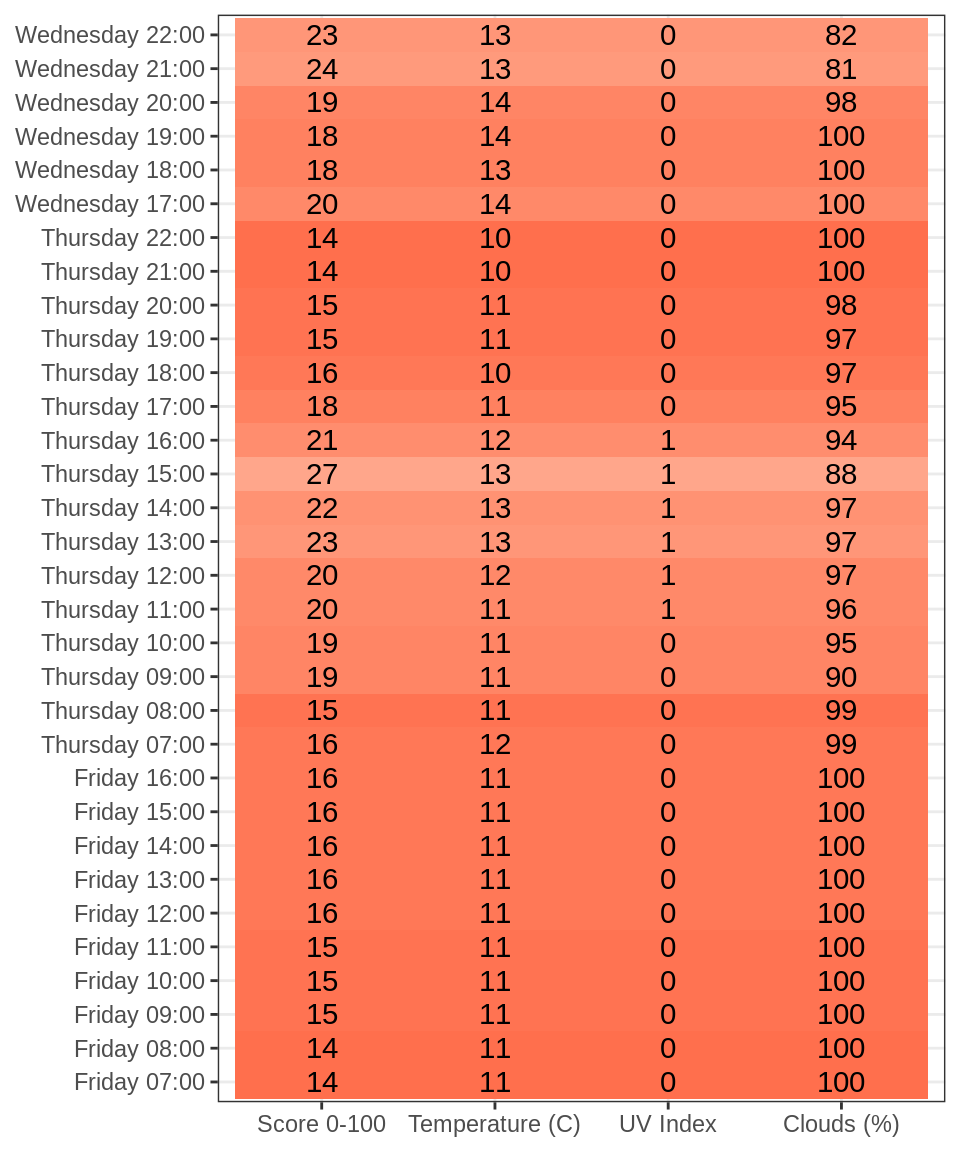 Wednesday 22:00 23 13 0 82
Wednesday 21:00 24 13 0 81
Wednesday 20:00 19 14 0 98
Wednesday 19:00 18 14 0 100
Wednesday 18:00 18 13 0 100
Wednesday 17:00 20 14 0 100
Thursday 22:00 14 10 0 100
Thursday 21:00 14 10 0 100
Thursday 20:00 15 11 0 98
Thursday 19:00 15 11 0 97
Thursday 18:00 16 10 0 97
Thursday 17:00 18 11 0 95
Thursday 16:00 21 12 1 94
Thursday 15:00 27 13 1 88
Thursday 14:00 22 13 1 97
Thursday 13:00 23 13 1 97
Thursday 12:00 20 12 1 97
Thursday 11:00 20 11 1 96
Thursday 10:00 19 11 0 95
Thursday 09:00 19 11 0 90
Thursday 08:00 15 11 0 99
Thursday 07:00 16 12 0 99
Friday 16:00 16 11 0 100
Friday 15:00 16 11 0 100
Friday 14:00 16 11 0 100
Friday 13:00 16 11 0 100
Friday 12:00 16 11 0 100
Friday 11:00 15 11 0 100
Friday 10:00 15 11 0 100
Friday 09:00 15 11 0 100
Friday 08:00 14 11 0 100
Friday 07:00 14 11 0 100
Score 0-100 Temperature (C) UV Index Clouds (%)